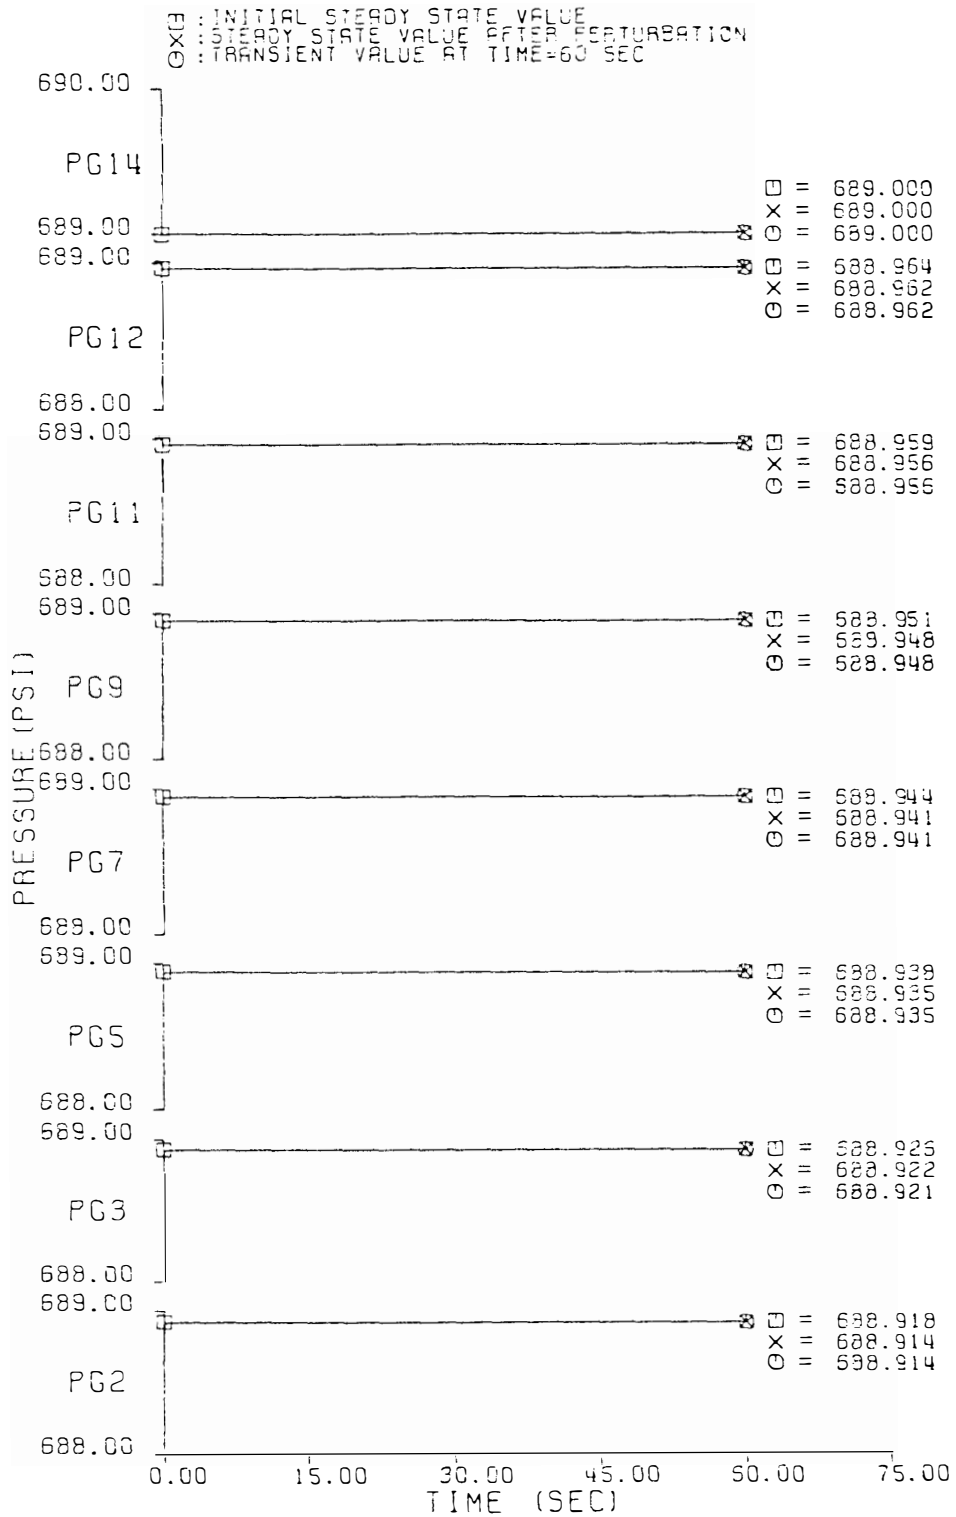 ⊡ : INITIAL STEADY STATE VALUE
X : STEADY STATE VALUE AFTER PERTURBATION
⊙ : TRANSIENT VALUE AT TIME=60 SEC
690.00
PG14
689.00
⊡ = 689.000
X = 689.000
⊙ = 689.000
689.00
PG12
688.00
⊡ = 688.964
X = 688.962
⊙ = 688.962
689.00
PG11
688.00
⊡ = 688.959
X = 688.956
⊙ = 688.956
689.00
PG9
688.00
⊡ = 688.951
X = 688.948
⊙ = 688.948
689.00
PG7
688.00
⊡ = 688.944
X = 688.941
⊙ = 688.941
689.00
PG5
688.00
⊡ = 688.939
X = 688.935
⊙ = 688.935
689.00
PG3
688.00
⊡ = 688.925
X = 688.922
⊙ = 688.921
689.00
PG2
688.00
⊡ = 688.918
X = 688.914
⊙ = 688.914
PRESSURE (PSI)
0.00 15.00 30.00 45.00 60.00 75.00
TIME (SEC)